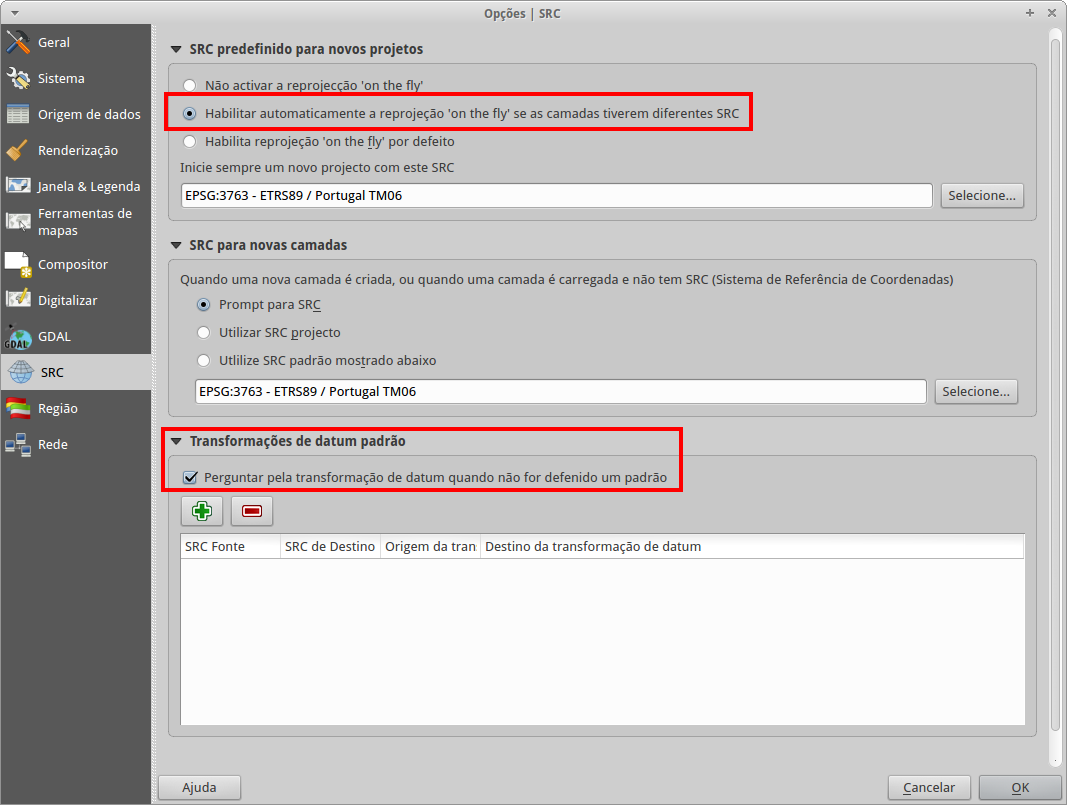 Opções | SRC
Geral
Sistema
Origem de dados
Renderização
Janela & Legenda
Ferramentas de
mapas
Compositor
Digitalizar
GDAL
GDAL
SRC
Região
Rede
SRC predefinido para novos projetos
Não activar a reprojecção 'on the fly'
Habilitar automaticamente a reprojeção 'on the fly' se as camadas tiverem diferentes SRC
Habilita reprojeção 'on the fly' por defeito
Inicie sempre um novo projecto com este SRC
EPSG:3763 - ETRS89 / Portugal TM06
Selecione...
SRC para novas camadas
Quando uma nova camada é criada, ou quando uma camada é carregada e não tem SRC (Sistema de Referência de Coordenadas)
Prompt para SRC
Utilizar SRC projecto
Utlilize SRC padrão mostrado abaixo
EPSG:3763 - ETRS89 / Portugal TM06
Selecione...
Transformações de datum padrão
Perguntar pela transformação de datum quando não for defenido um padrão
SRC Fonte SRC de Destino Origem da tran Destino da transformação de datum
Ajuda Cancelar OK